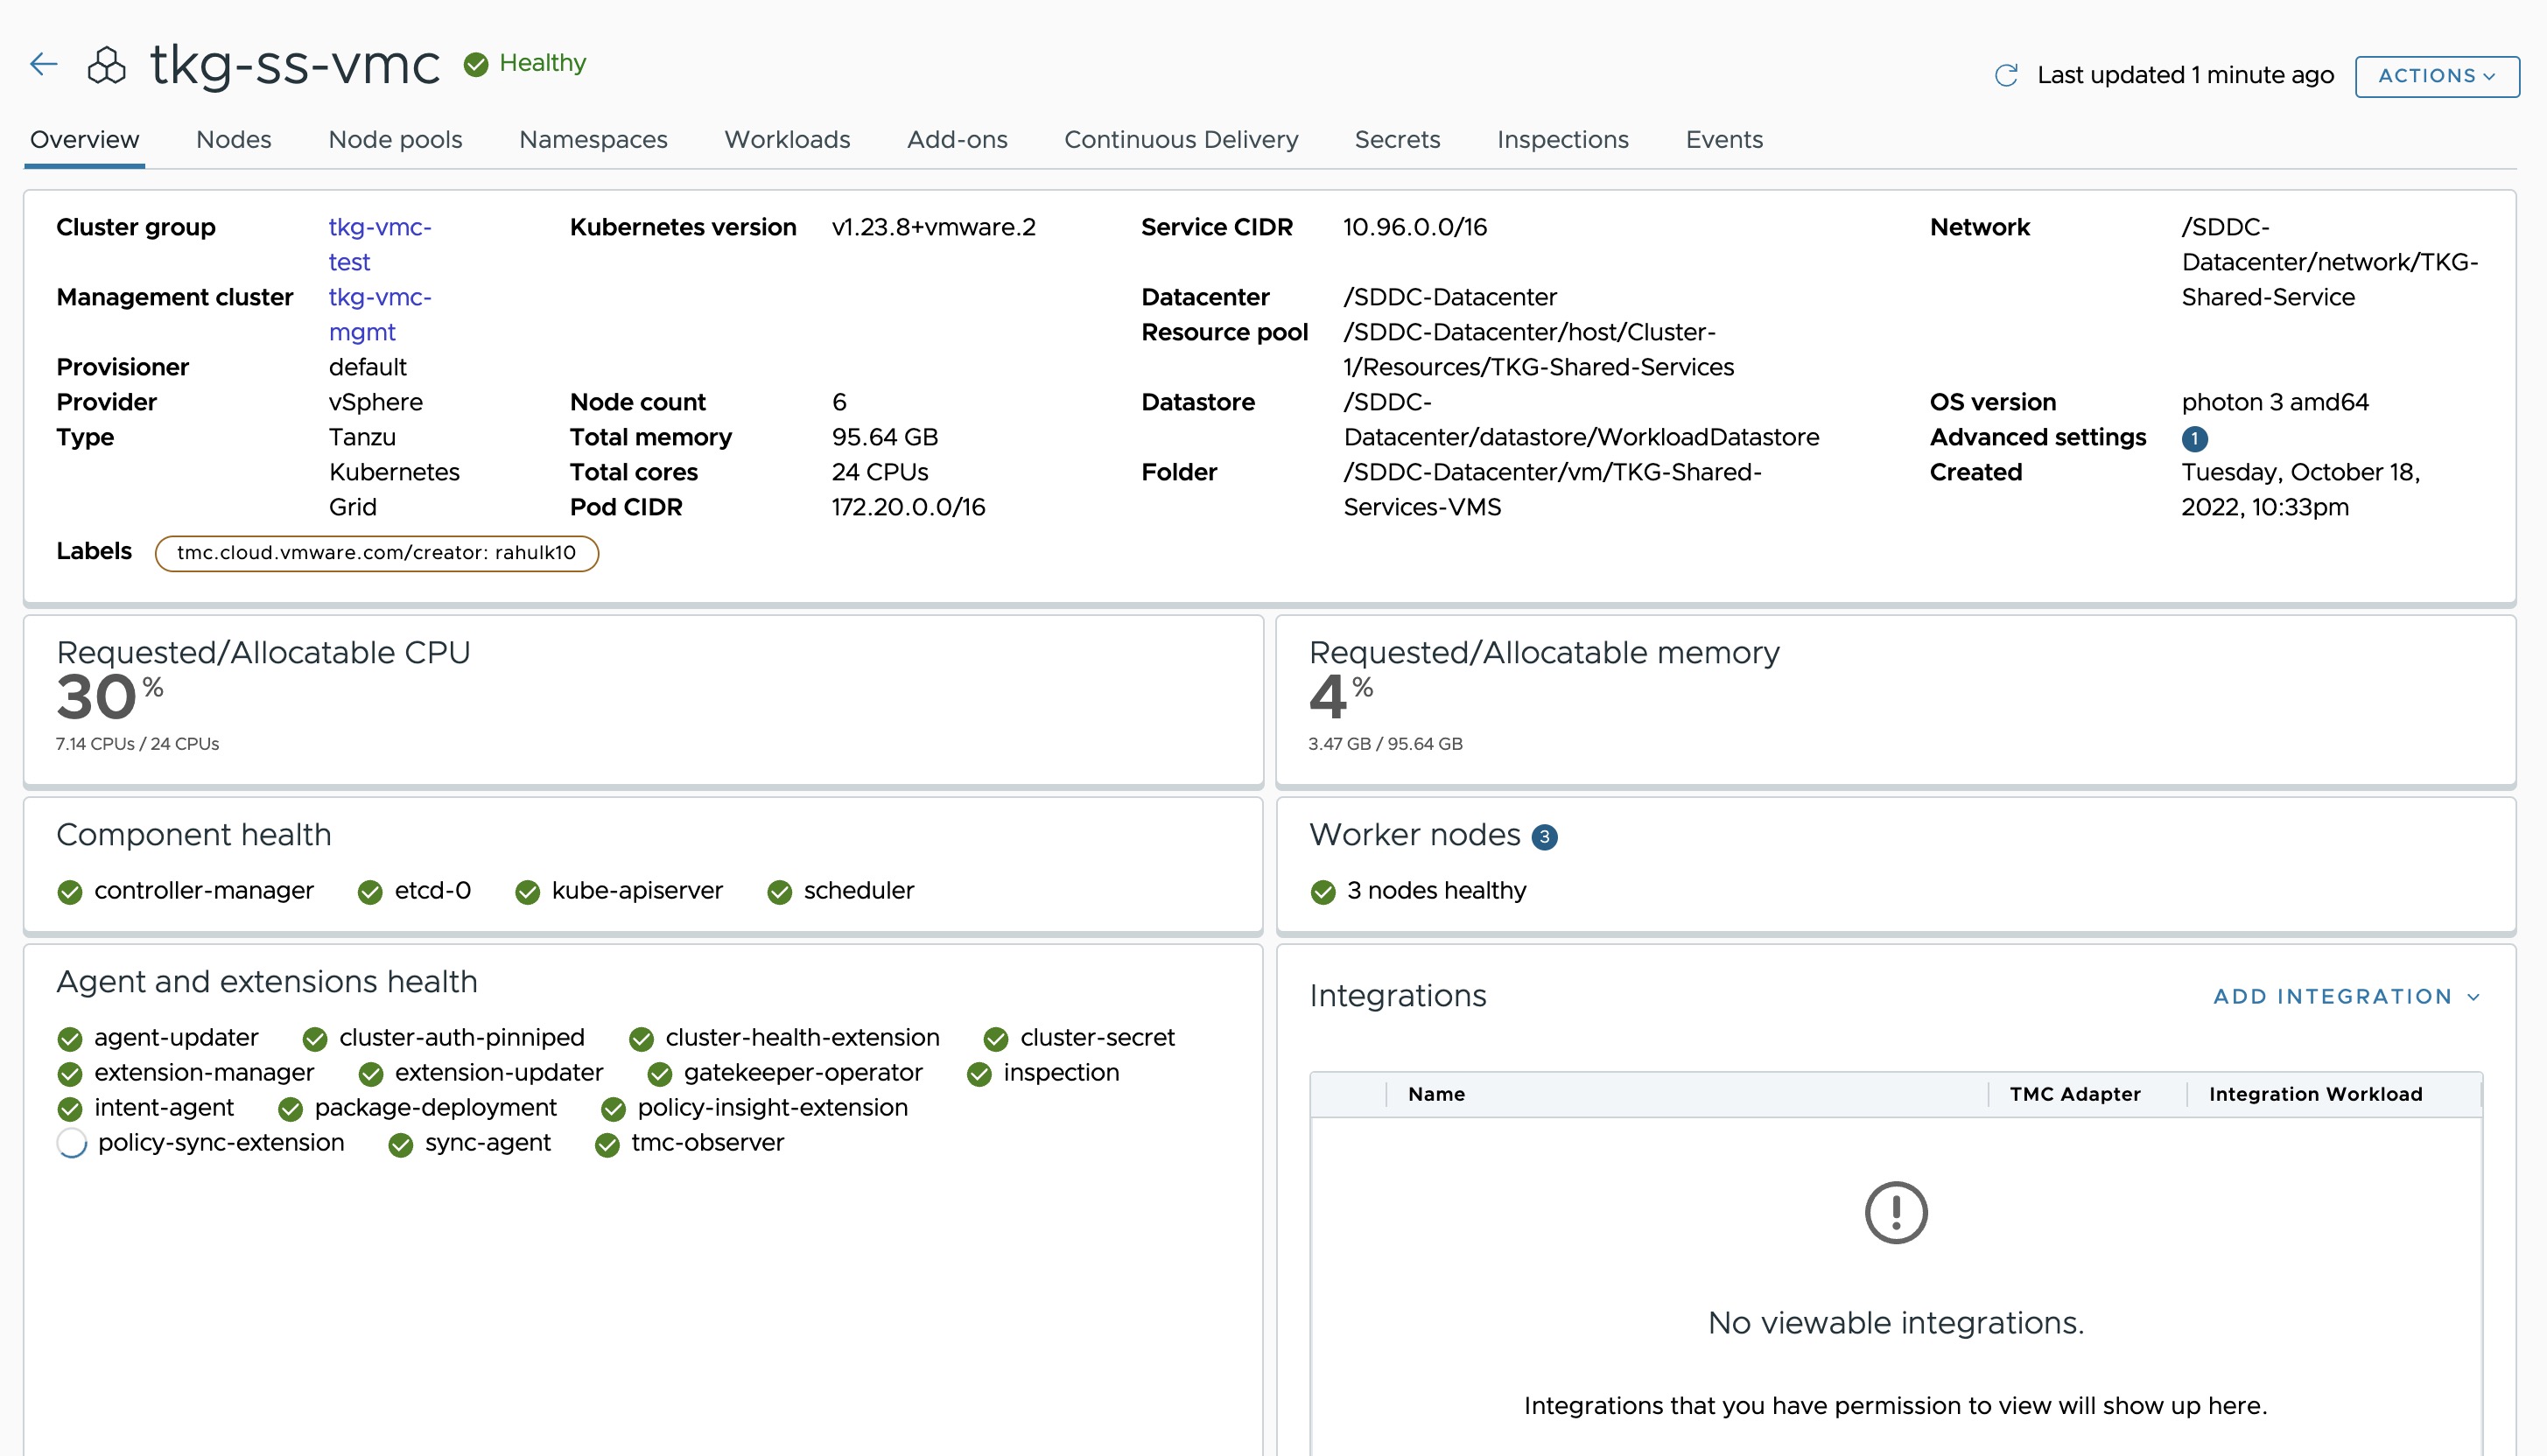 tkg-ss-vmc
Healthy
Last updated 1 minute ago
ACTIONS
Overview
Nodes
Node pools
Namespaces
Workloads
Add-ons
Continuous Delivery
Secrets
Inspections
Events
Cluster group
tkg-vmc-
test
Management cluster
tkg-vmc-
mgmt
Provisioner
default
Provider
vSphere
Type
Tanzu
Kubernetes
Grid
Kubernetes version
v1.23.8+vmware.2
Node count
6
Total memory
95.64 GB
Total cores
24 CPUs
Pod CIDR
172.20.0.0/16
Service CIDR
10.96.0.0/16
Datacenter
/SDDC-Datacenter
Resource pool
/SDDC-Datacenter/host/Cluster-
1/Resources/TKG-Shared-Services
Datastore
/SDDC-
Datacenter/datastore/WorkloadDatastore
Folder
/SDDC-Datacenter/vm/TKG-Shared-
Services-VMS
Network
/SDDC-
Datacenter/network/TKG-
Shared-Service
OS version
photon 3 amd64
Advanced settings
1
Created
Tuesday, October 18,
2022, 10:33pm
Labels
tmc.cloud.vmware.com/creator: rahulk10
Requested/Allocatable CPU
30%
7.14 CPUs / 24 CPUs
Requested/Allocatable memory
4%
3.47 GB / 95.64 GB
Component health
controller-manager
etcd-0
kube-apiserver
scheduler
Worker nodes 3
3 nodes healthy
Agent and extensions health
agent-updater
cluster-auth-pinniped
cluster-health-extension
cluster-secret
extension-manager
extension-updater
gatekeeper-operator
inspection
intent-agent
package-deployment
policy-insight-extension
policy-sync-extension
sync-agent
tmc-observer
Integrations
ADD INTEGRATION
Name
TMC Adapter
Integration Workload
No viewable integrations.
Integrations that you have permission to view will show up here.